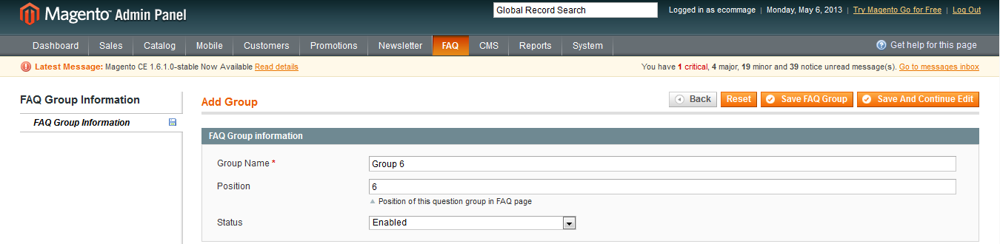 Magento Admin Panel
Global Record Search
Logged in as ecommage | Monday, May 6, 2013 | Try Magento Go for Free | Log Out
Dashboard Sales Catalog Mobile Customers Promotions Newsletter FAQ CMS Reports System Get help for this page
Latest Message: Magento CE 1.6.1.0-stable Now Available Read details You have 1 critical, 4 major, 19 minor and 39 notice unread message(s). Go to messages inbox
FAQ Group Information
FAQ Group Information
Add Group
Back Reset Save FAQ Group Save And Continue Edit
FAQ Group information
Group Name * Group 6
Position 6
Position of this question group in FAQ page
Status Enabled